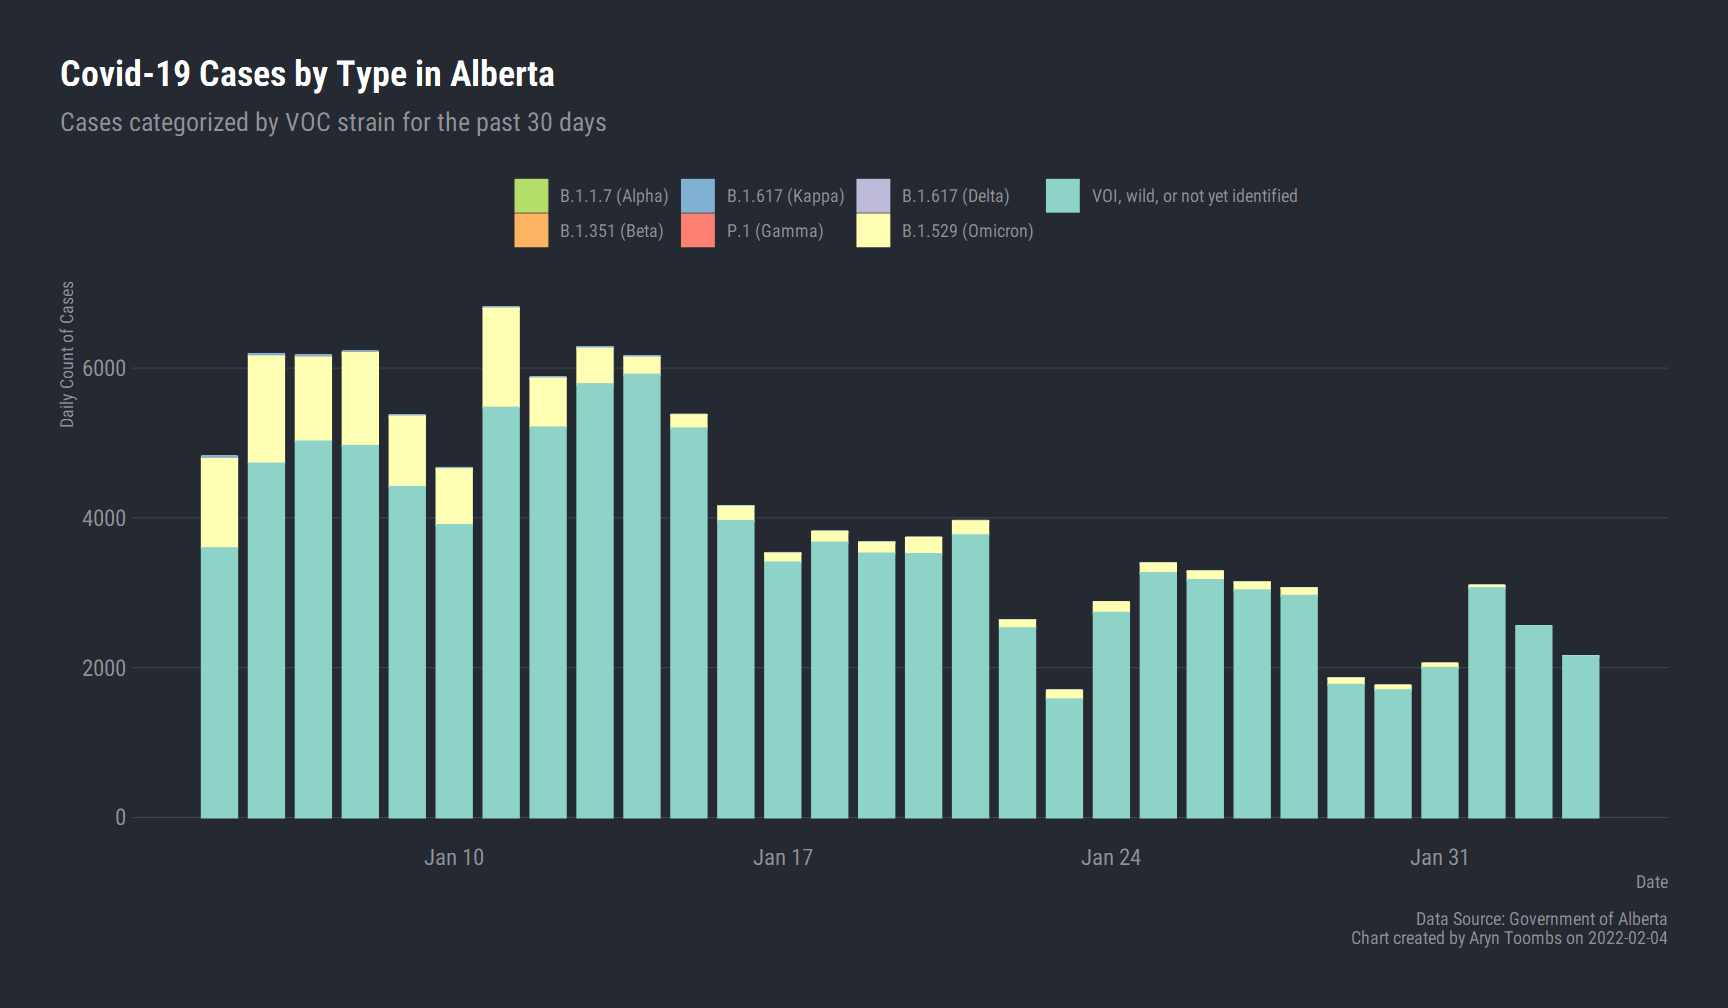 Covid-19 Cases by Type in Alberta
Cases categorized by VOC strain for the past 30 days
B.1.1.7 (Alpha) B.1.617 (Kappa) B.1.617 (Delta) VOI, wild, or not yet identified
B.1.351 (Beta) P.1 (Gamma) B.1.529 (Omicron)
Daily Count of Cases
6000
4000
2000
0
Jan 10 Jan 17 Jan 24 Jan 31
Date
Data Source: Government of Alberta
Chart created by Aryn Toombs on 2022-02-04